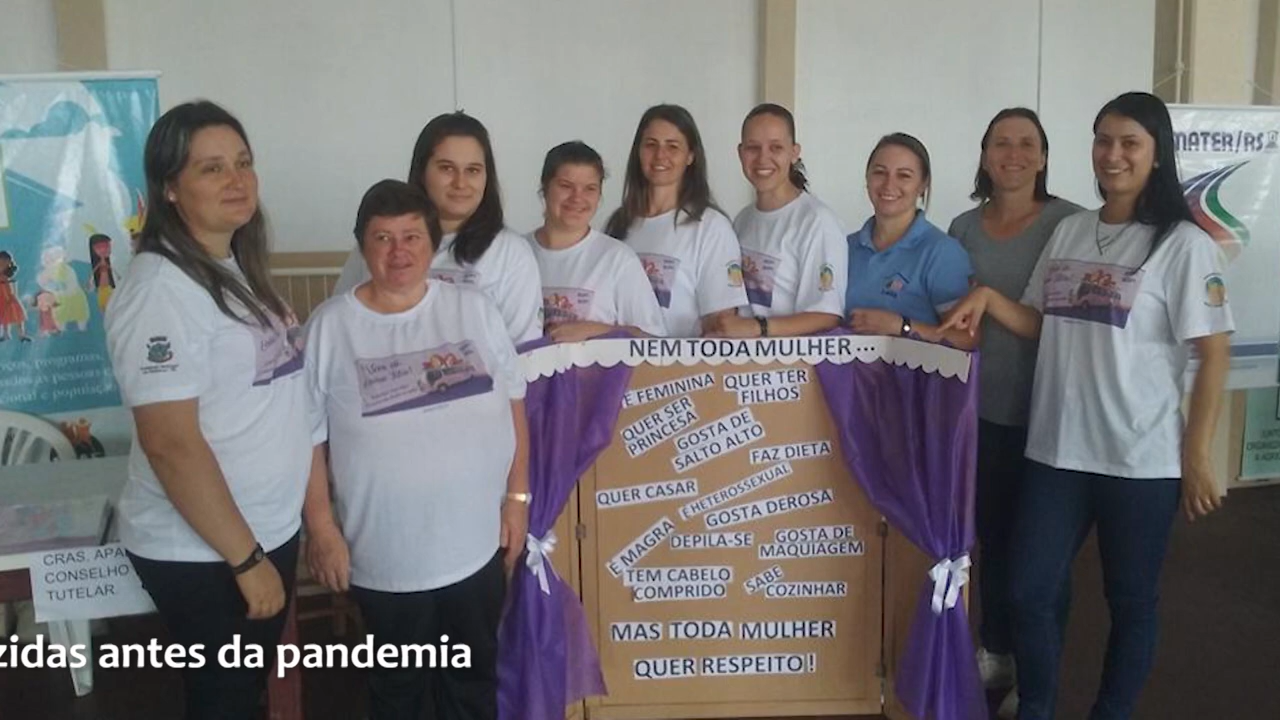 MATER/RS
NEM TODA MULHER...
É FEMININA
QUER TER
FILHOS
QUER SER
PRINCESA
GOSTA DE
SALTO ALTO
FAZ DIETA
É HETEROSSEXUAL
QUER CASAR
GOSTA DE ROSA
É MAGRA
DEPILA-SE
GOSTA DE
MAQUIAGEM
TEM CABELO
COMPRIDO
SABE
COZINHAR
MAS TODA MULHER
QUER RESPEITO!
CRAS, APA
CONSELHO
TUTELAR.
zidas antes da pandemia